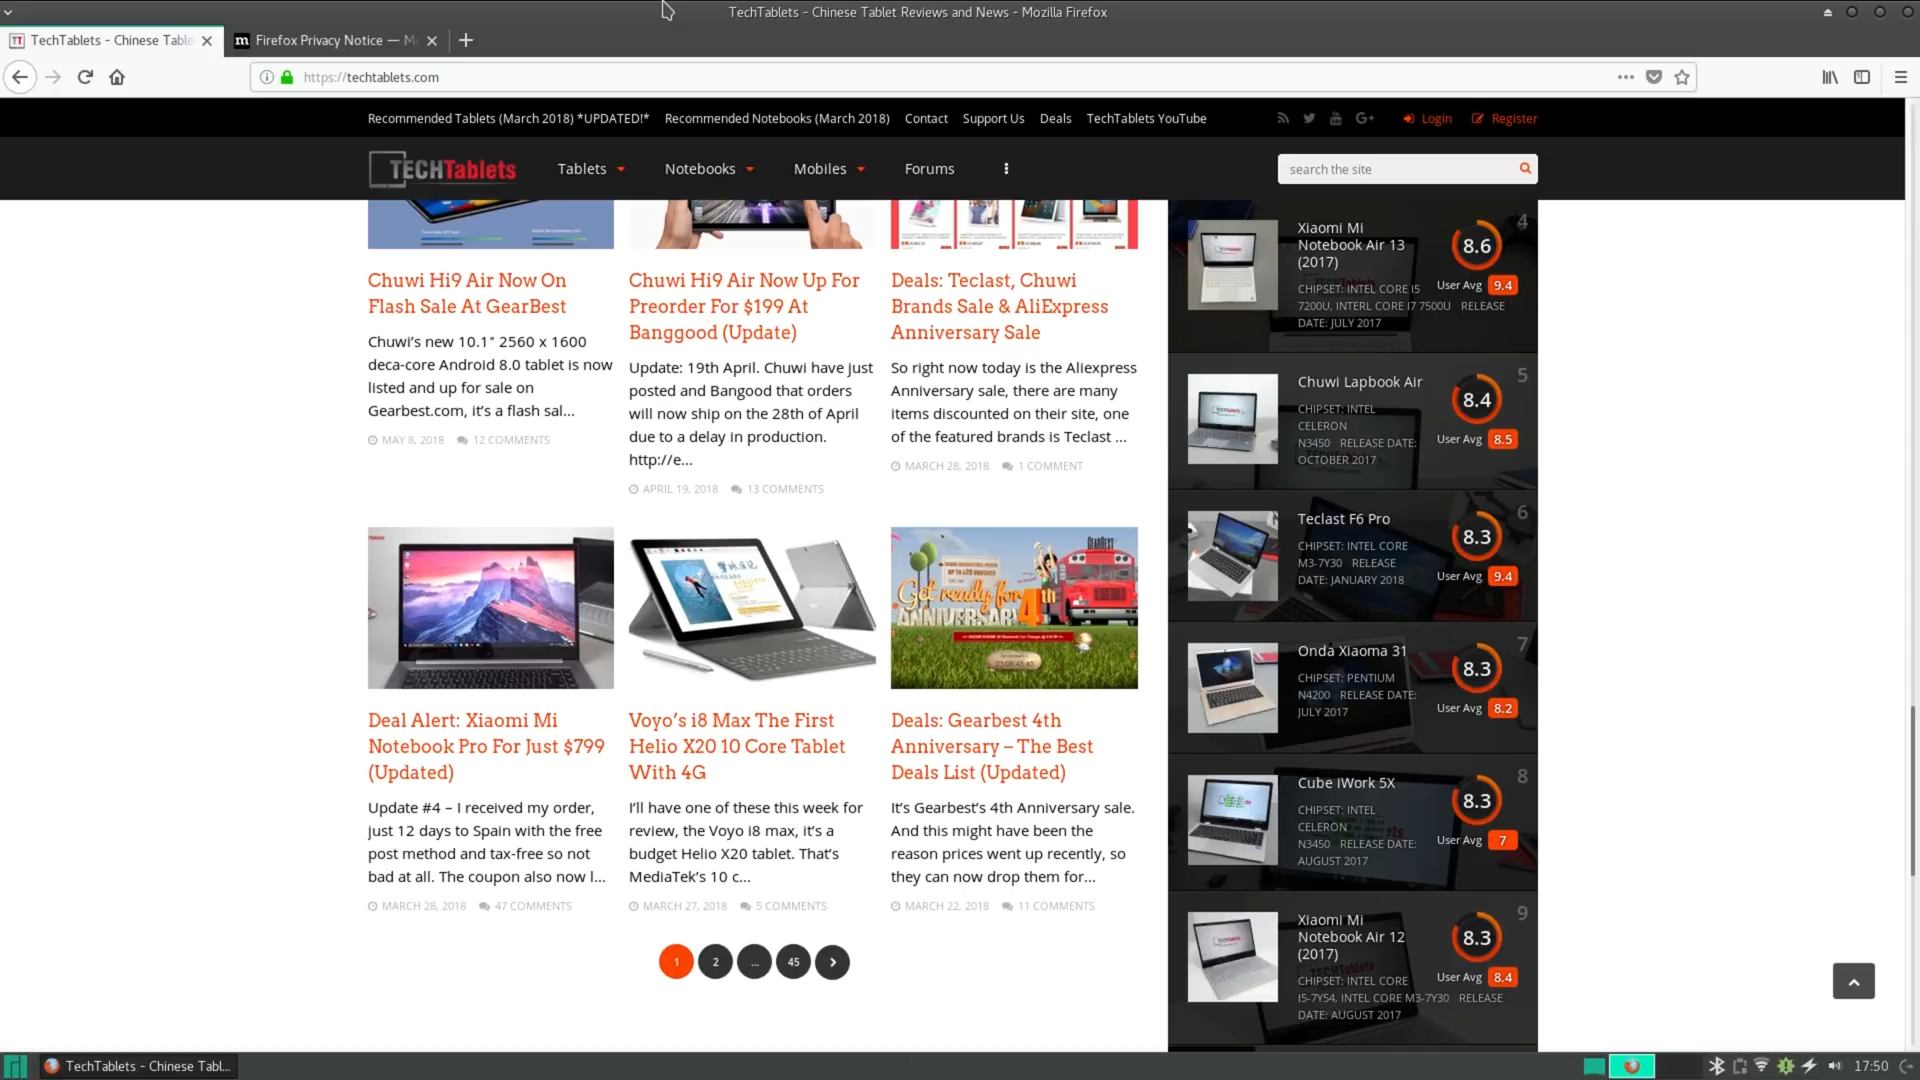 TechTablets - Chinese Tablet Reviews and News - Mozilla Firefox
TechTablets - Chinese Table
Firefox Privacy Notice — Mo
https://techtablets.com
Recommended Tablets (March 2018) *UPDATED!*
Recommended Notebooks (March 2018)
Contact
Support Us
Deals
TechTablets YouTube
Login
Register
TECHTablets
Tablets
Notebooks
Mobiles
Forums
search the site
Chuwi Hi9 Air Now On
Flash Sale At GearBest
Chuwi’s new 10.1″ 2560 x 1600
deca-core Android 8.0 tablet is now
listed and up for sale on
Gearbest.com, it’s a flash sal...
MAY 8, 2018 12 COMMENTS
Chuwi Hi9 Air Now Up For
Preorder For $199 At
Banggood (Update)
Update: 19th April. Chuwi have just
posted and Bangood that orders
will now ship on the 28th of April
due to a delay in production.
http://e...
APRIL 19, 2018 13 COMMENTS
Deals: Teclast, Chuwi
Brands Sale & AliExpress
Anniversary Sale
So right now today is the Aliexpress
Anniversary sale, there are many
items discounted on their site, one
of the featured brands is Teclast ...
MARCH 28, 2018 1 COMMENT
Deal Alert: Xiaomi Mi
Notebook Pro For Just $799
(Updated)
Update #4 – I received my order,
just 12 days to Spain with the free
post method and tax-free so not
bad at all. The coupon also now l...
MARCH 28, 2018 47 COMMENTS
Voyo’s i8 Max The First
Helio X20 10 Core Tablet
With 4G
I’ll have one of these this week for
review, the Voyo i8 max, it’s a
budget Helio X20 tablet. That’s
MediaTek’s 10 c...
MARCH 27, 2018 5 COMMENTS
GEARBEST
Get ready for 4th
ANNIVERSARY
Deals: Gearbest 4th
Anniversary – The Best
Deals List (Updated)
It’s Gearbest’s 4th Anniversary sale.
And this might have been the
reason prices went up recently, so
they can now drop them for...
MARCH 22, 2018 11 COMMENTS
1 2 ... 45
4
Xiaomi Mi
Notebook Air 13
(2017)
8.6
CHIPSET: INTEL CORE I5
7200U, INTERL CORE I7 7500U RELEASE
DATE: JULY 2017
User Avg 9.4
5
Chuwi Lapbook Air
8.4
CHIPSET: INTEL
CELERON
N3450 RELEASE DATE:
OCTOBER 2017
User Avg 8.5
6
Teclast F6 Pro
8.3
CHIPSET: INTEL CORE
M3-7Y30 RELEASE
DATE: JANUARY 2018
User Avg 9.4
7
Onda Xiaoma 31
8.3
CHIPSET: PENTIUM
N4200 RELEASE DATE:
JULY 2017
User Avg 8.2
8
Cube iWork 5X
8.3
CHIPSET: INTEL
CELERON
N3450 RELEASE DATE:
AUGUST 2017
User Avg 7
9
Xiaomi Mi
Notebook Air 12
(2017)
8.3
CHIPSET: INTEL CORE
I5-7Y54, INTEL CORE M3-7Y30 RELEASE
DATE: AUGUST 2017
User Avg 8.4
TechTablets - Chinese Tabl...
17:50